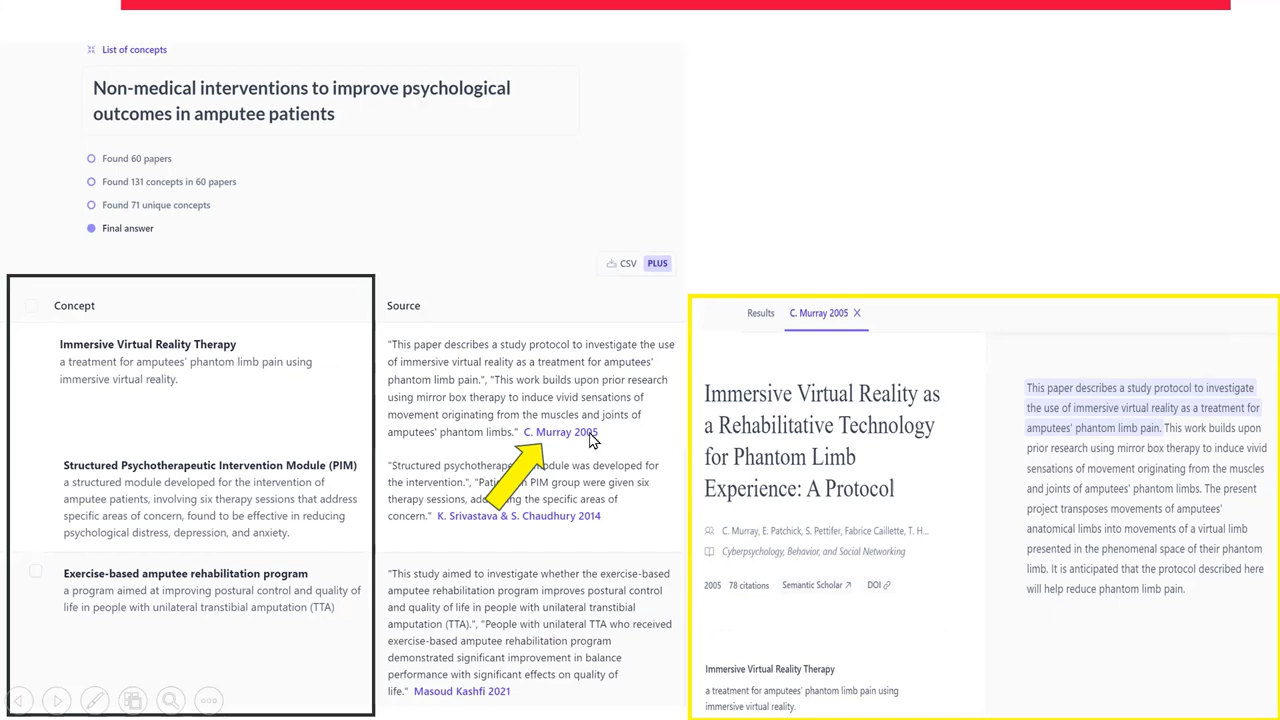 List of concepts
Non-medical interventions to improve psychological
outcomes in amputee patients
Found 60 papers
Found 131 concepts in 60 papers
Found 71 unique concepts
Final answer
CSV PLUS
Concept
Source
Immersive Virtual Reality Therapy
a treatment for amputees' phantom limb pain using
immersive virtual reality.
"This paper describes a study protocol to investigate the
use of immersive virtual reality as a treatment for amputees'
phantom limb pain.", "This work builds upon prior research
using mirror box therapy to induce vivid sensations of
movement originating from the muscles and joints of
amputees' phantom limbs." C. Murray 2005
Structured Psychotherapeutic Intervention Module (PIM)
a structured module developed for the intervention of
amputee patients, involving six therapy sessions that address
specific areas of concern, found to be effective in reducing
psychological distress, depression, and anxiety.
"Structured psychotherape module was developed for
the intervention.", "Patie PIM group were given six
therapy sessions, the specific areas of
concern." K. Srivastava & S. Chaudhury 2014
Exercise-based amputee rehabilitation program
a program aimed at improving postural control and quality of
life in people with unilateral transtibial amputation (TTA)
"This study aimed to investigate whether the exercise-based
amputee rehabilitation program improves postural control
and quality of life in people with unilateral transtibial
amputation (TTA).", "People with unilateral TTA who received
exercise-based amputee rehabilitation program
demonstrated significant improvement in balance
performance with significant effects on quality of
life." Masoud Kashfi 2021
Results C. Murray 2005 X
Immersive Virtual Reality as
a Rehabilitative Technology
for Phantom Limb
Experience: A Protocol
C. Murray, E. Patchick, S. Pettifer, Fabrice Caillette, T. H...
Cyberpsychology, Behavior, and Social Networking
2005 78 citations Semantic Scholar DOI
Immersive Virtual Reality Therapy
a treatment for amputees' phantom limb pain using
immersive virtual reality.
This paper describes a study protocol to investigate
the use of immersive virtual reality as a treatment for
amputees' phantom limb pain. This work builds upon
prior research using mirror box therapy to induce vivid
sensations of movement originating from the muscles
and joints of amputees' phantom limbs. The present
project transposes movements of amputees'
anatomical limbs into movements of a virtual limb
presented in the phenomenal space of their phantom
limb. It is anticipated that the protocol described here
will help reduce phantom limb pain.